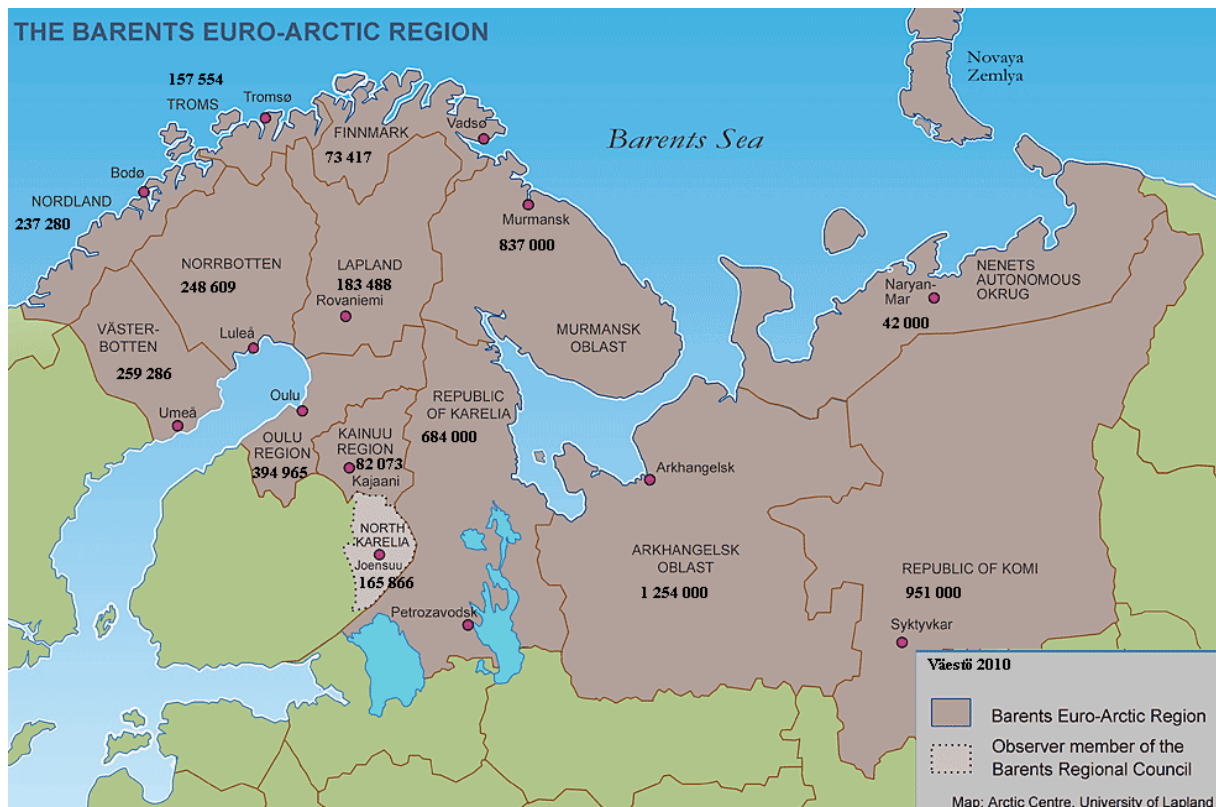 THE BARENTS EURO-ARCTIC REGION
Novaya
Zemlya
157 554
TROMS
Tromsø
FINNMARK
73 417
Vadsø
Barents Sea
Bodø
NORDLAND
237 280
Murmansk
837 000
NORRBOTTEN
248 609
LAPLAND
183 488
Rovaniemi
NENETS
AUTONOMOUS
OKRUG
Naryan-
Mar
42 000
VÄSTER-
BOTTEN
259 286
Luleå
MURMANSK
OBLAST
Umeå
Oulu
OULU
REGION
394 965
KAINUU
REGION
82 073
Kajaani
REPUBLIC
OF KARELIA
684 000
Arkhangelsk
NORTH
KARELIA
Joensuu
165 866
ARKHANGELSK
OBLAST
1 254 000
REPUBLIC OF KOMI
951 000
Petrozavodsk
Syktyvkar
Väestö 2010
Barents Euro-Arctic Region
Observer member of the
Barents Regional Council
Map: Arctic Centre, University of Lapland